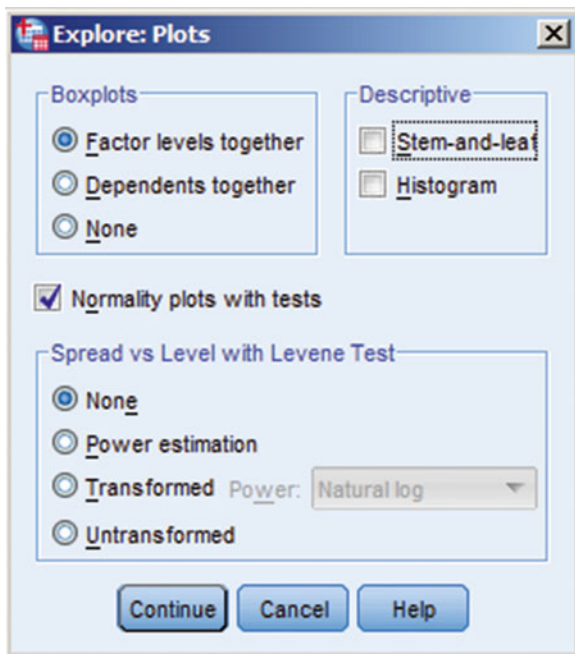 Explore: Plots
Boxplots
Factor levels together
Dependents together
None
Descriptive
Stem-and-leaf
Histogram
Normality plots with tests
Spread vs Level with Levene Test
None
Power estimation
Transformed Power: Natural log
Untransformed
Continue Cancel Help